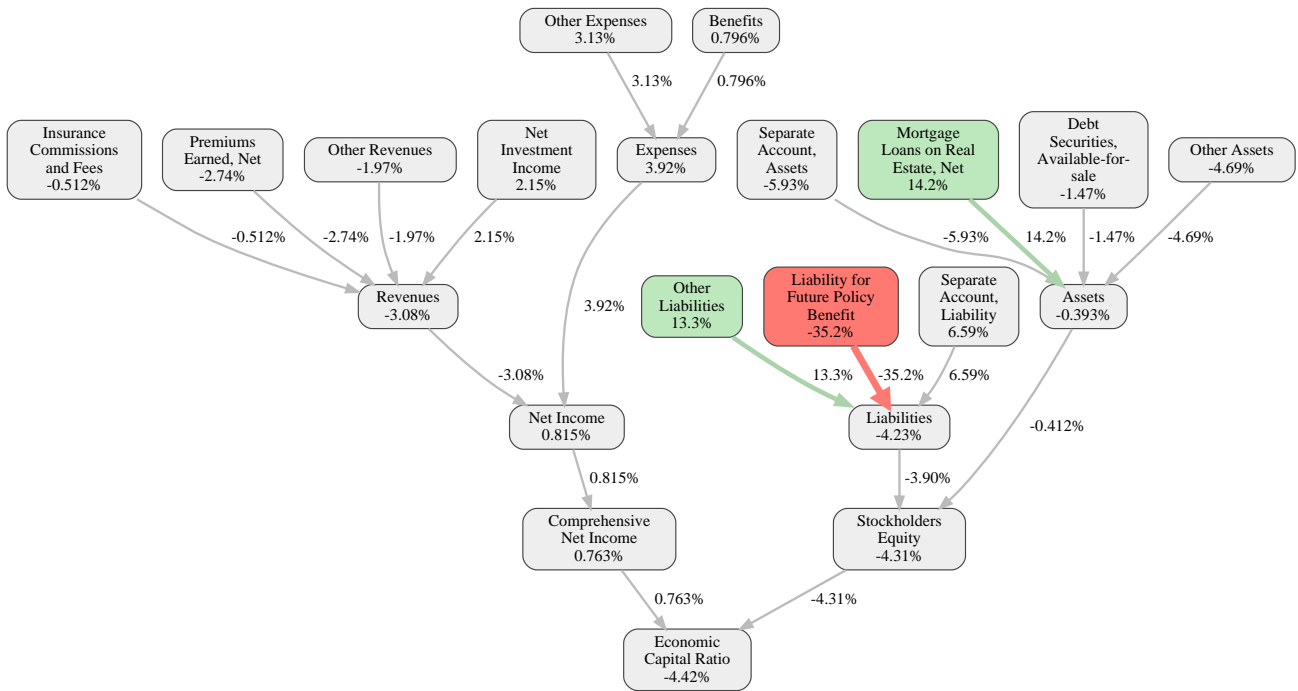 Other Expenses
3.13%
Benefits
0.796%
3.13%
0.796%
Insurance
Commissions
and Fees
-0.512%
Premiums
Earned, Net
-2.74%
Other Revenues
-1.97%
Net
Investment
Income
2.15%
Expenses
3.92%
Separate
Account,
Assets
-5.93%
Mortgage
Loans on Real
Estate, Net
14.2%
Debt
Securities,
Available-for-
sale
-1.47%
Other Assets
-4.69%
-0.512%
-2.74%
-1.97%
2.15%
-5.93%
14.2%
-1.47%
-4.69%
Revenues
-3.08%
3.92%
Other
Liabilities
13.3%
Liability for
Future Policy
Benefit
-35.2%
Separate
Account,
Liability
6.59%
Assets
-0.393%
-3.08%
13.3%
-35.2%
6.59%
-0.412%
Net Income
0.815%
Liabilities
-4.23%
0.815%
-3.90%
Comprehensive
Net Income
0.763%
Stockholders
Equity
-4.31%
0.763%
-4.31%
Economic
Capital Ratio
-4.42%